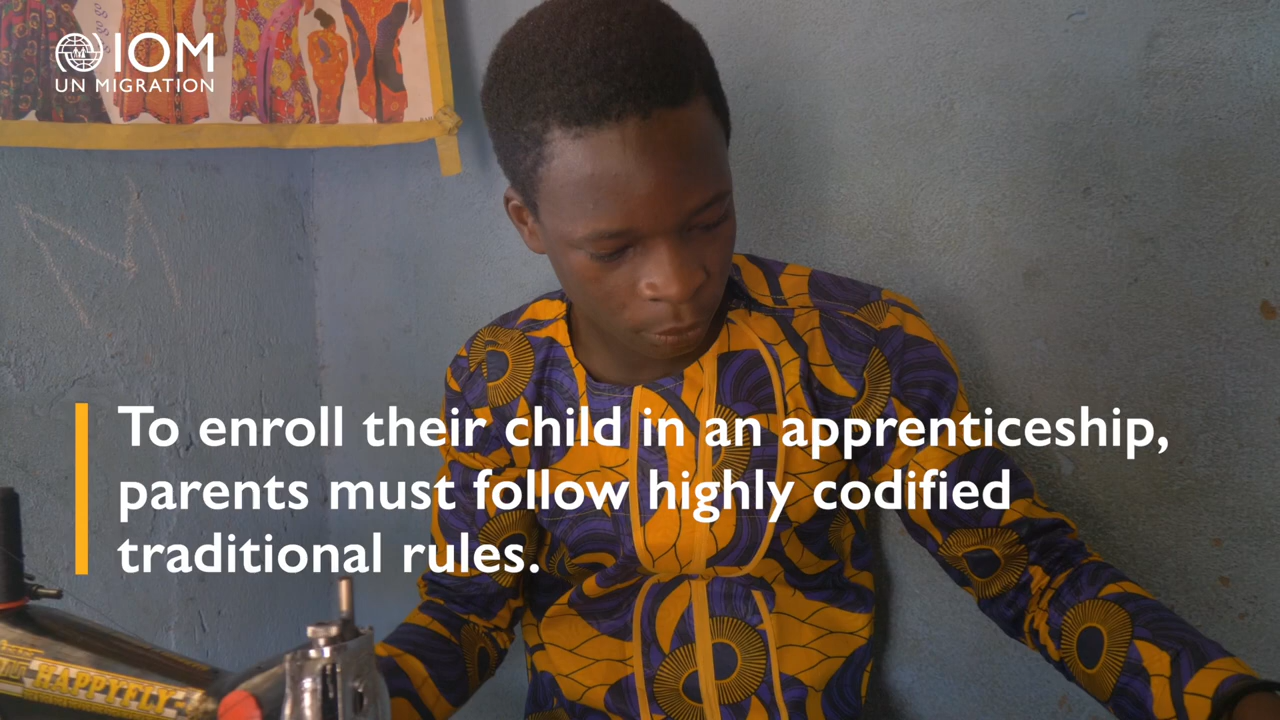 IOM
UN MIGRATION
To enroll their child in an apprenticeship,
parents must follow highly codified
traditional rules.
HAPPYFLY